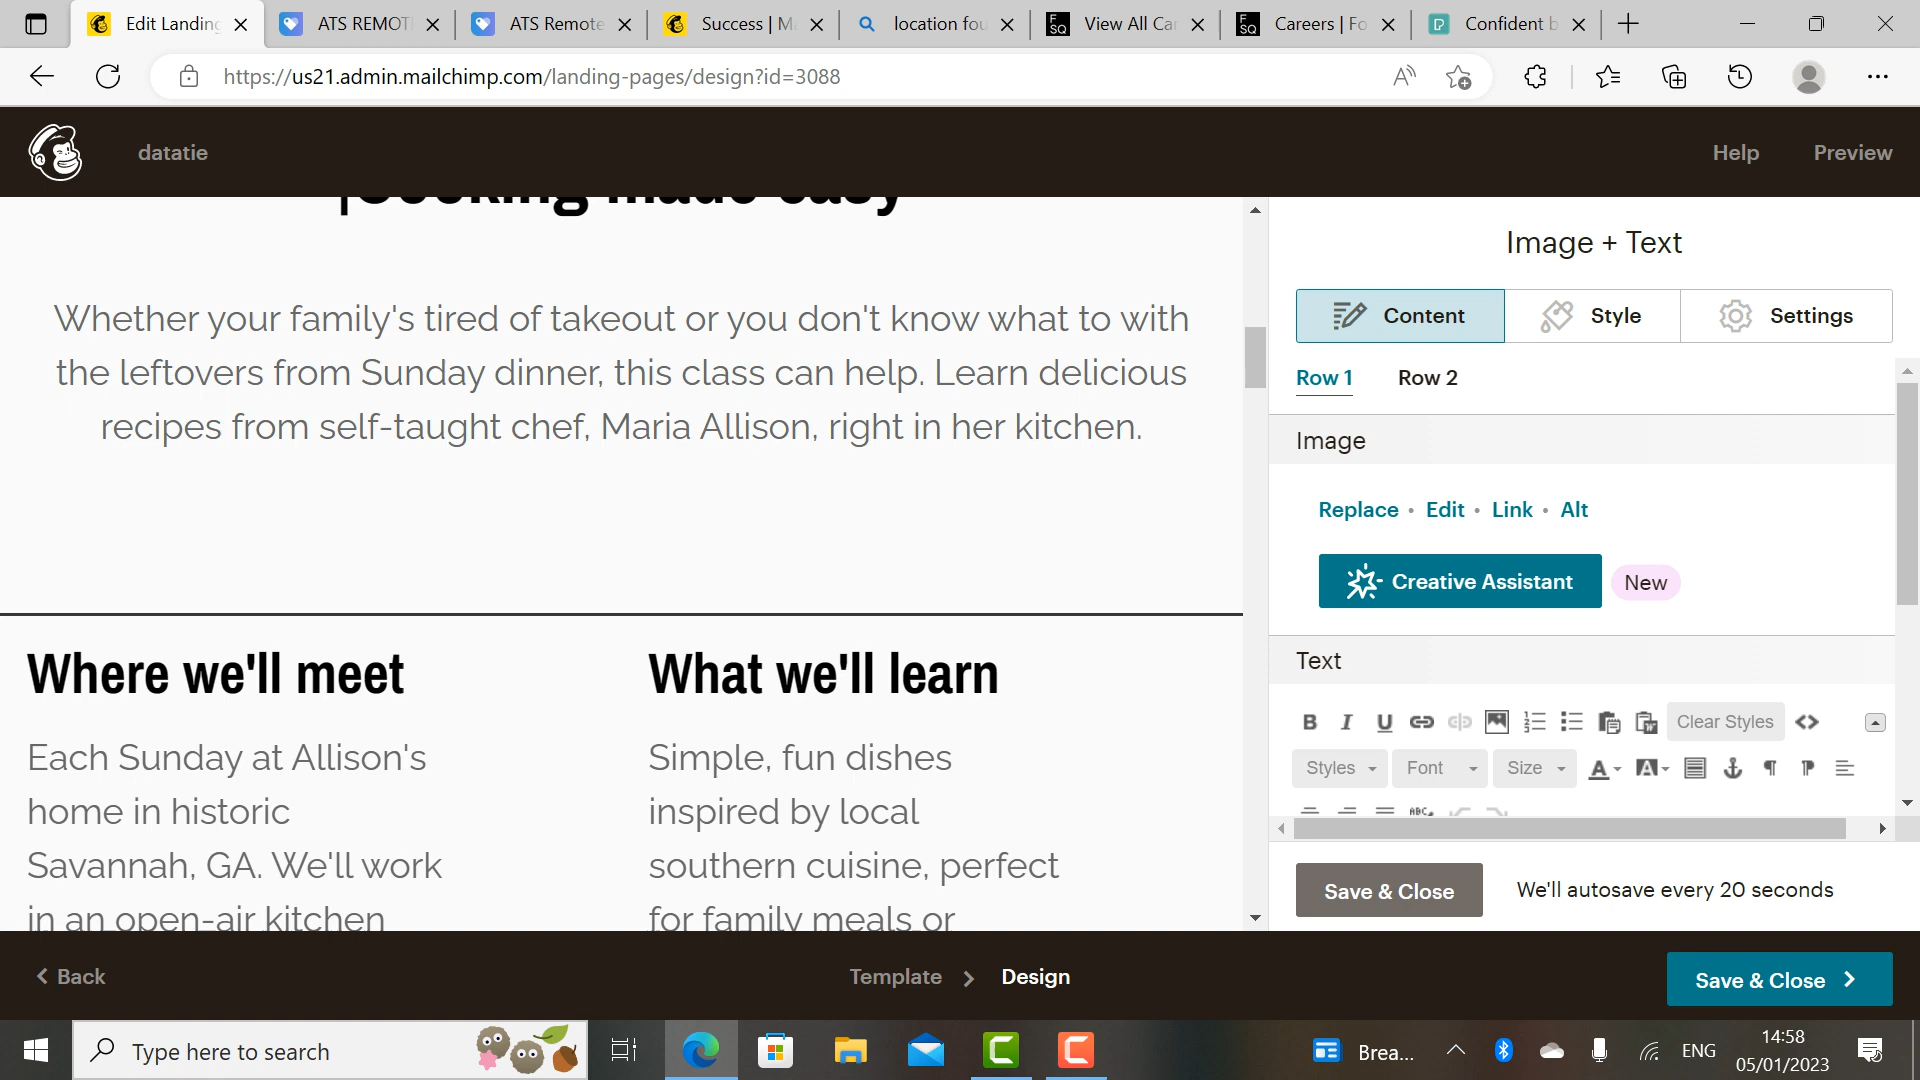 Edit Landing
ATS REMOT
ATS Remote
Success | M
location fou
F SQ
View All Car
F SQ
Careers | Fo
Confident b
https://us21.admin.mailchimp.com/landing-pages/design?id=3088
datatie
Help
Preview
Cooking made easy
Whether your family's tired of takeout or you don't know what to with
the leftovers from Sunday dinner, this class can help. Learn delicious
recipes from self-taught chef, Maria Allison, right in her kitchen.
Where we'll meet
Each Sunday at Allison's
home in historic
Savannah, GA. We'll work
in an open-air kitchen
What we'll learn
Simple, fun dishes
inspired by local
southern cuisine, perfect
for family meals or
Image + Text
Content
Style
Settings
Row 1
Row 2
Image
Replace • Edit • Link • Alt
Creative Assistant
New
Text
B I U
Clear Styles
Styles
Font
Size
A
A
ABC
Save & Close
We'll autosave every 20 seconds
Back
Template
Design
Save & Close
Type here to search
Brea...
ENG
14:58
05/01/2023